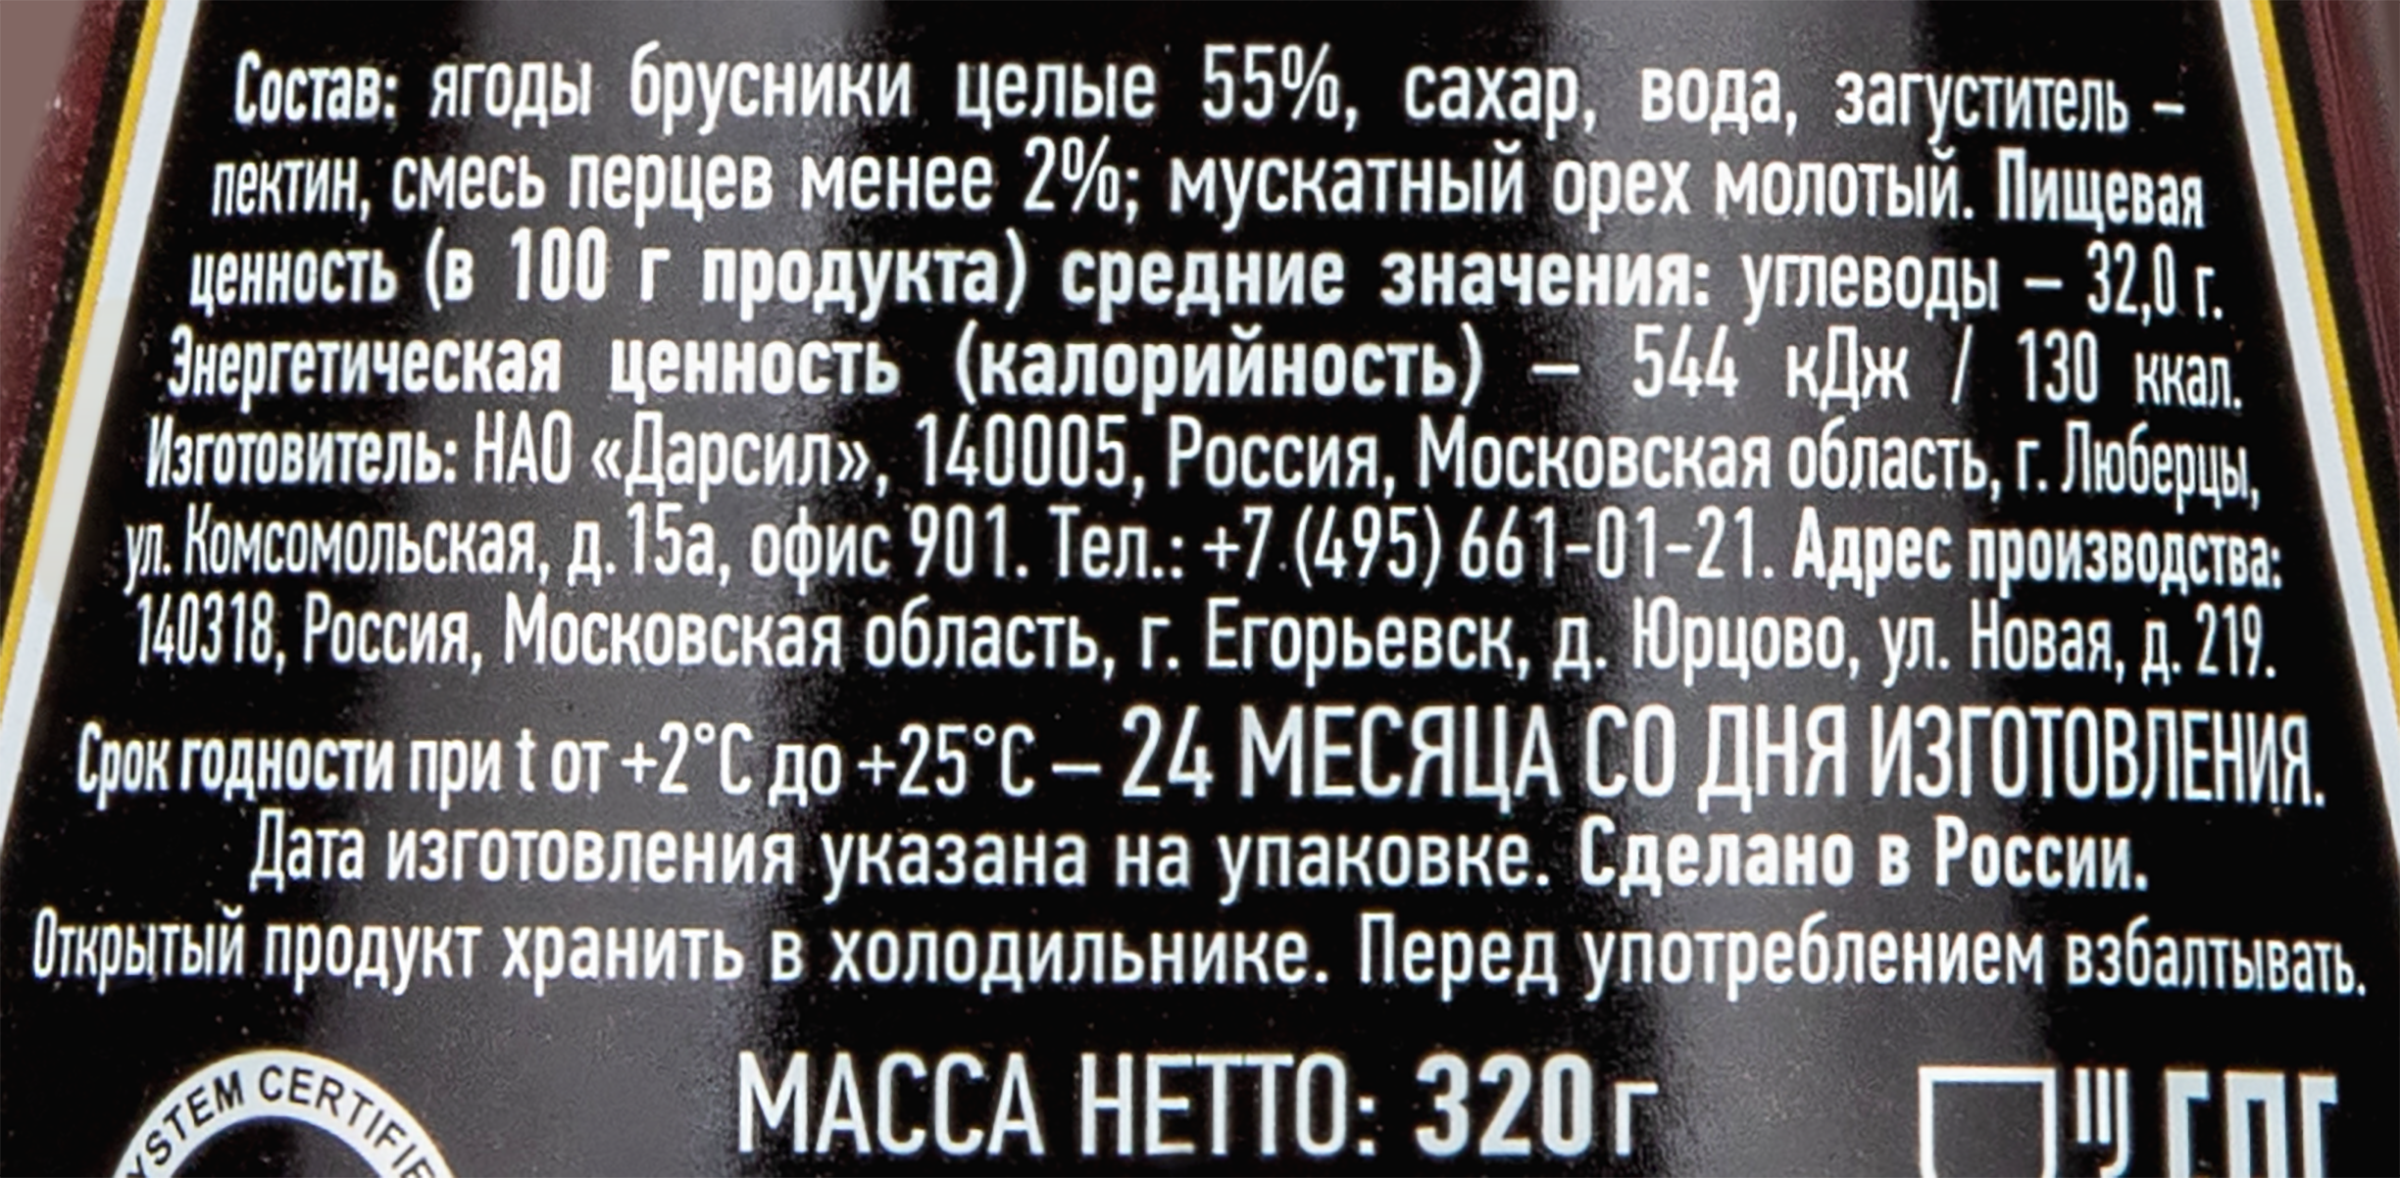 Состав: ягоды брусники целые 55%, сахар, вода, загуститель –
пектин, смесь перцев менее 2%; мускатный орех молотый. Пищевая
ценность (в 100 г продукта) средние значения: углеводы – 32,0 г.
Энергетическая ценность (калорийность) – 544 кДж / 130 ккал.
Изготовитель: НАО «Дарсил», 140005, Россия, Московская область, г. Люберцы,
ул. Комсомольская, д. 15а, офис 901. Тел.: +7 (495) 661-01-21. Адрес производства:
140318, Россия, Московская область, г. Егорьевск, д. Юрцово, ул. Новая, д. 219.
Срок годности при t от +2°С до +25°С – 24 МЕСЯЦА СО ДНЯ ИЗГОТОВЛЕНИЯ.
Дата изготовления указана на упаковке. Сделано в России.
Открытый продукт хранить в холодильнике. Перед употреблением взбалтывать.
МАССА НЕТТО: 320 г
YSTEM CERTIFIE